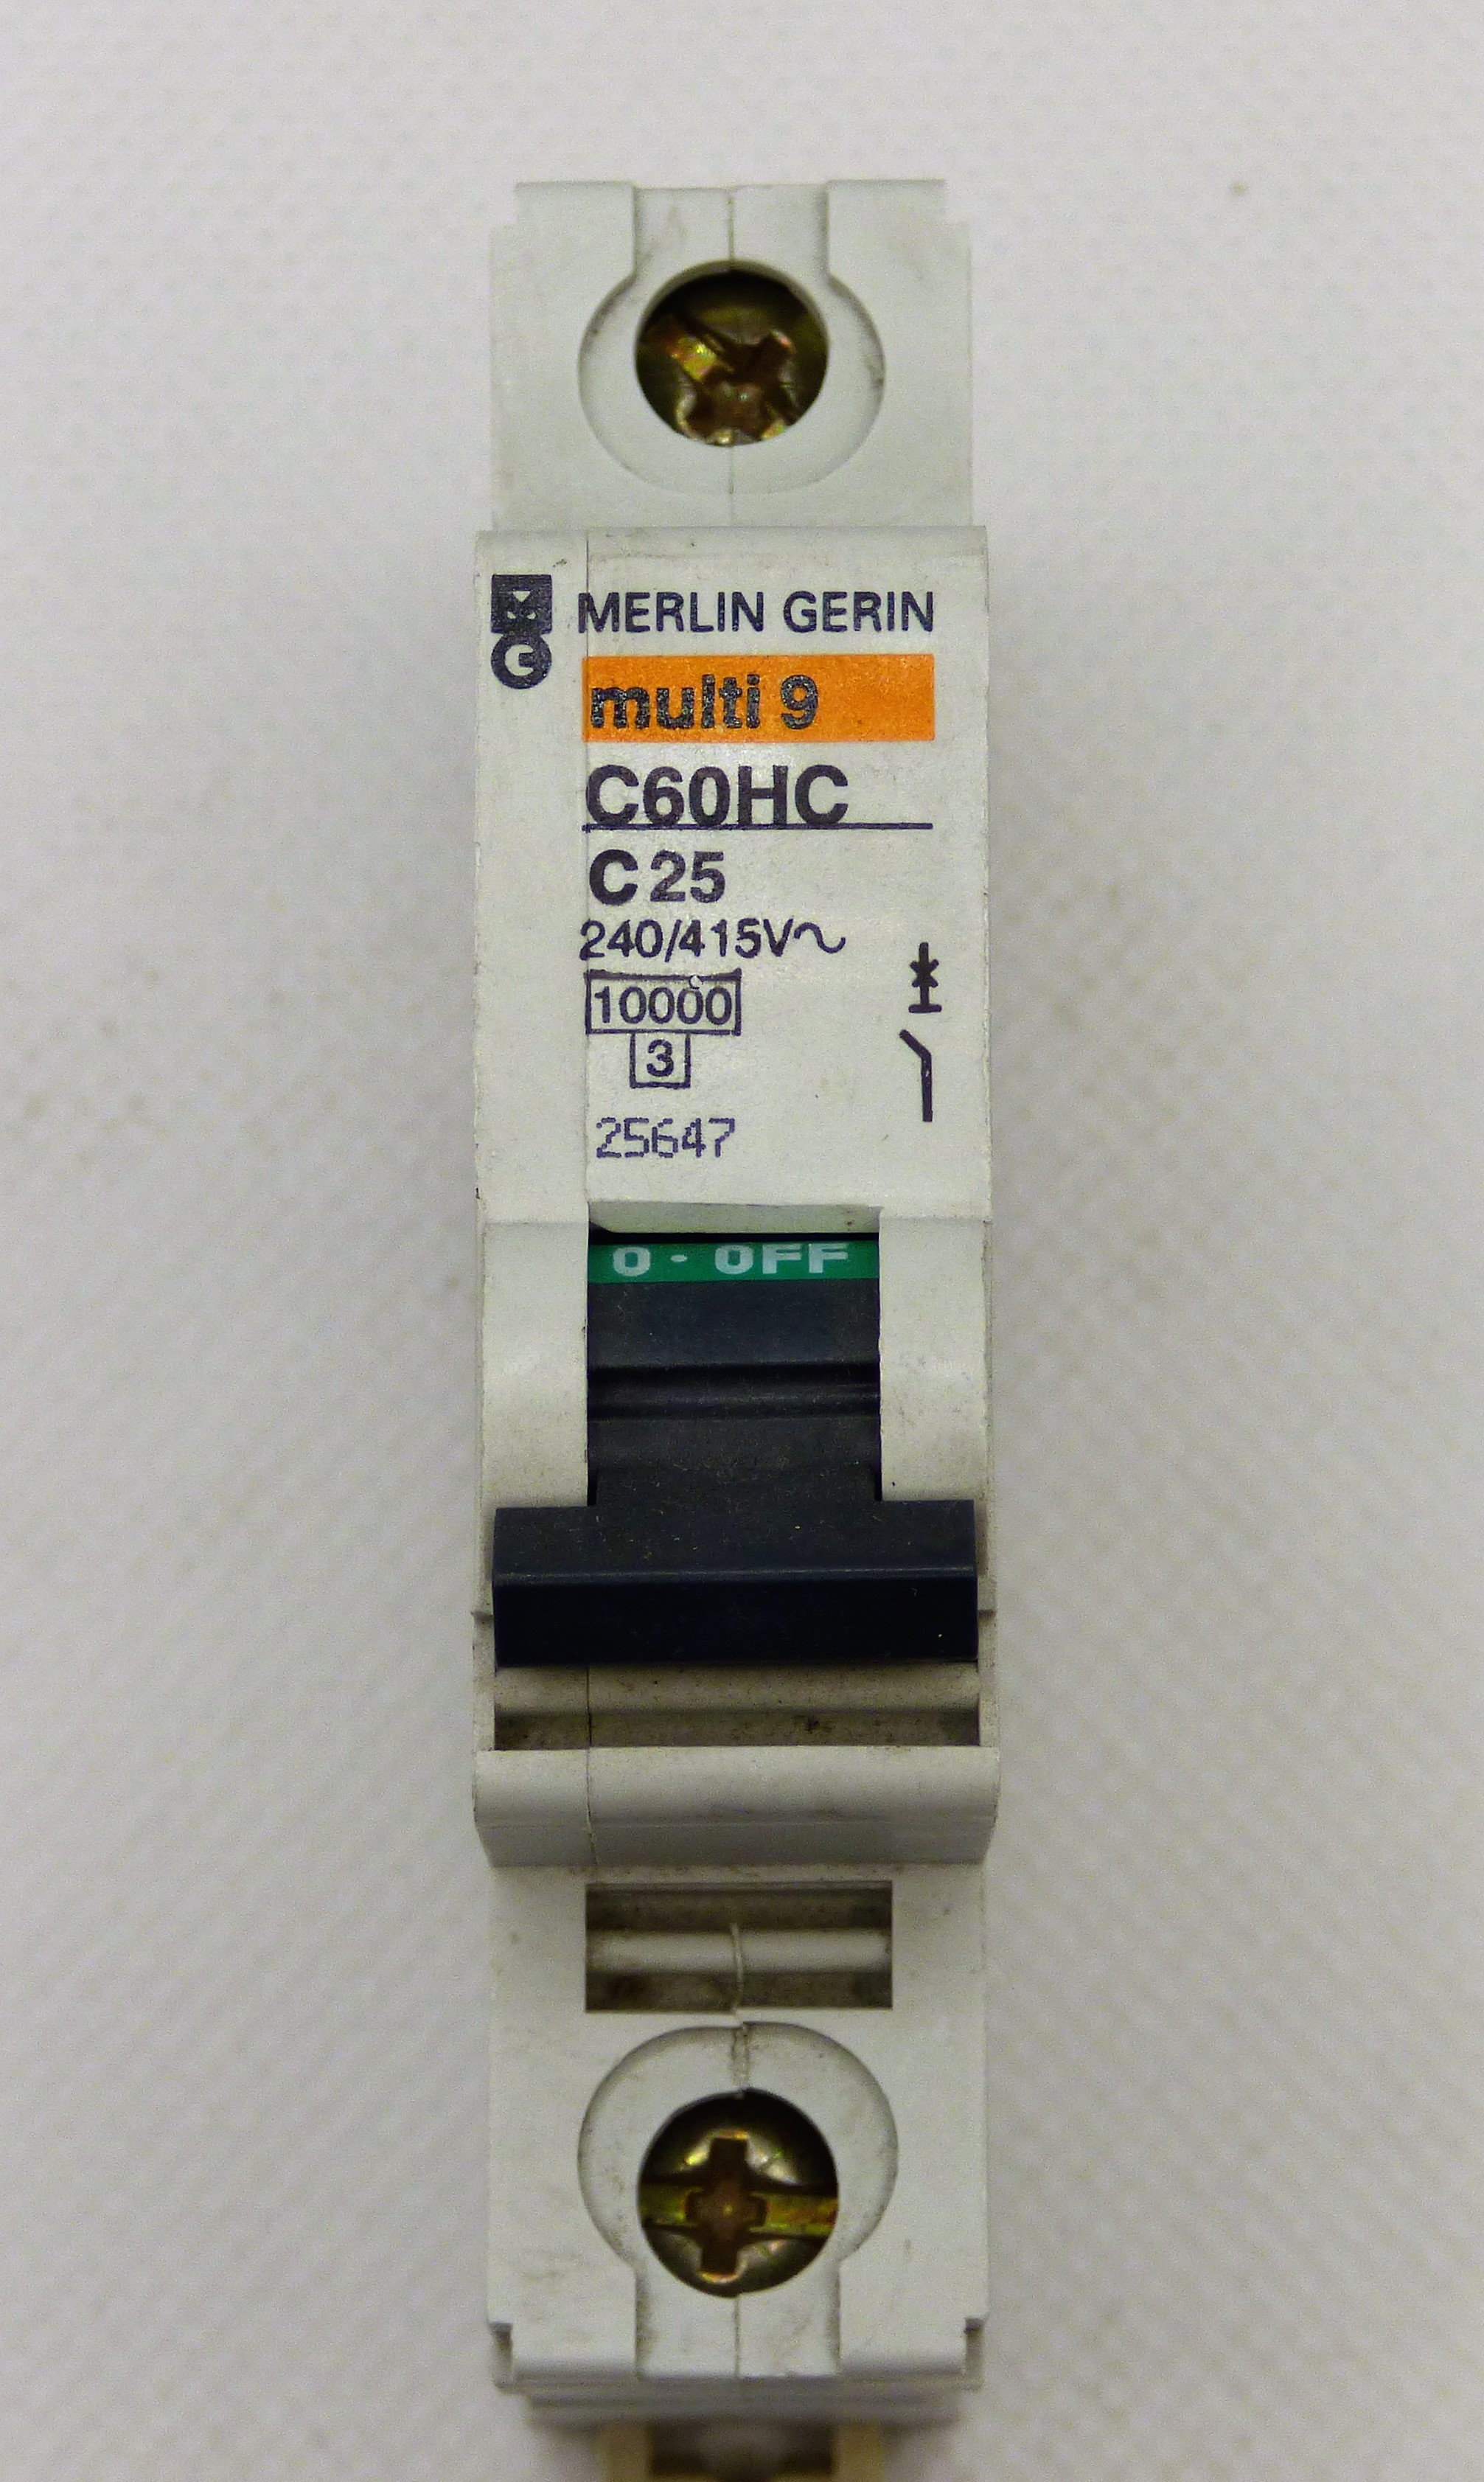 MERLIN GERIN
multi 9
C60HC
C 25
240/415V~
10000
3
25647
O · OFF